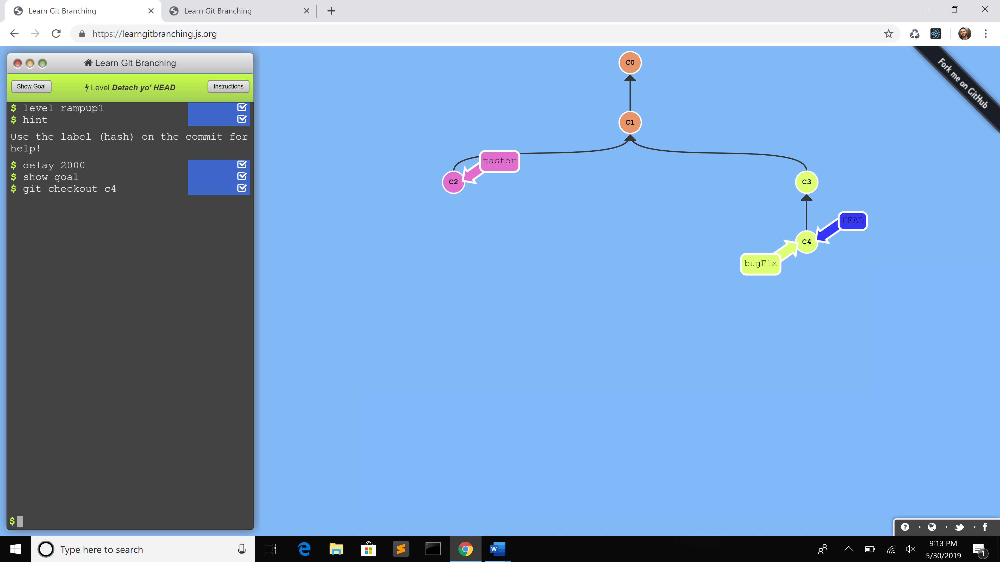 Learn Git Branching
Learn Git Branching
https://learngitbranching.js.org
Learn Git Branching
Show Goal
Level Detach yo' HEAD
Instructions
$ level rampup1
$ hint
Use the label (hash) on the commit for
help!
$ delay 2000
$ show goal
$ git checkout c4
$
C0
C1
master
C2
C3
HEAD
C4
bugFix
Fork me on GitHub
Type here to search
W
9:13 PM
5/30/2019
1